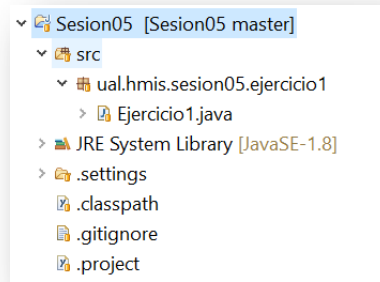 Sesion05 [Sesion05 master]
src
ual.hmis.sesion05.ejercicio1
Ejercicio1.java
JRE System Library [JavaSE-1.8]
.settings
.classpath
.gitignore
.project